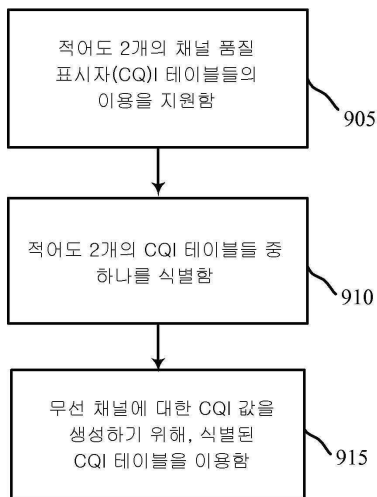 적어도 2개의 채널 품질
표시자(CQ)I 테이블들의
이용을 지원함
905
적어도 2개의 CQI 테이블들 중
하나를 식별함
910
무선 채널에 대한 CQI 값을
생성하기 위해, 식별된
CQI 테이블을 이용함
915